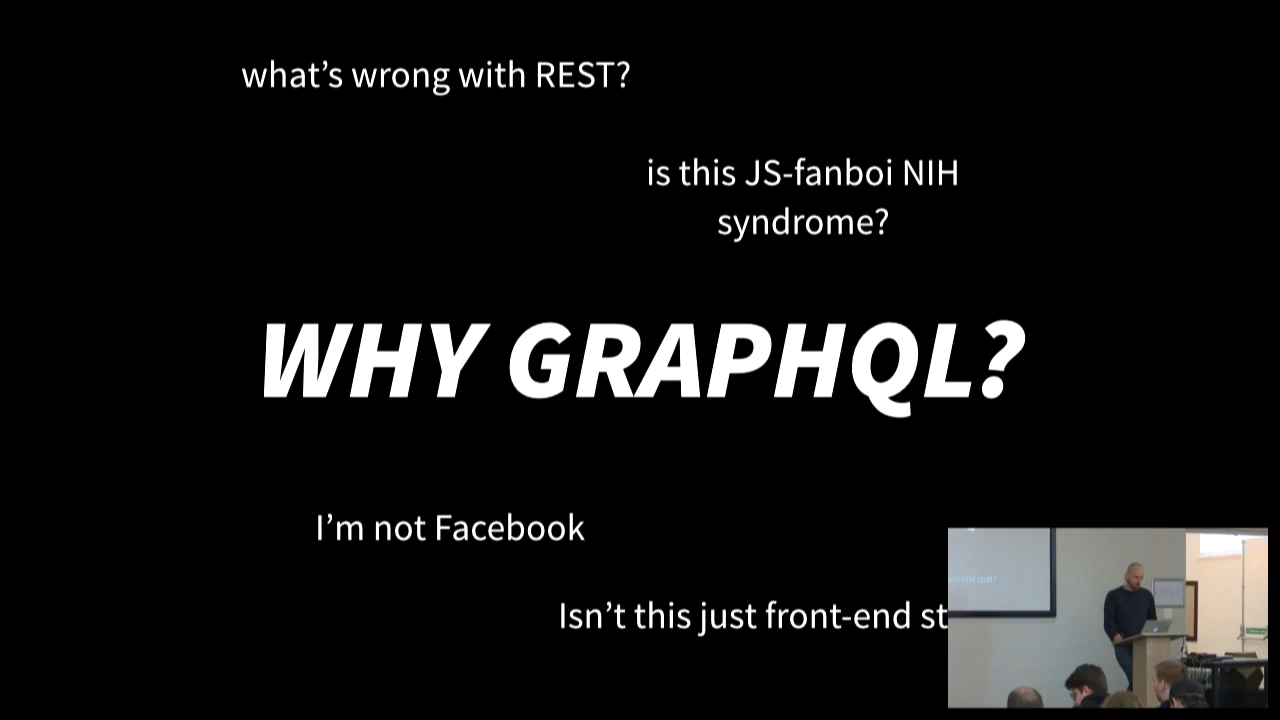 what’s wrong with REST?
is this JS-fanboi NIH
syndrome?
WHY GRAPHQL?
I’m not Facebook
Isn’t this just front-end st